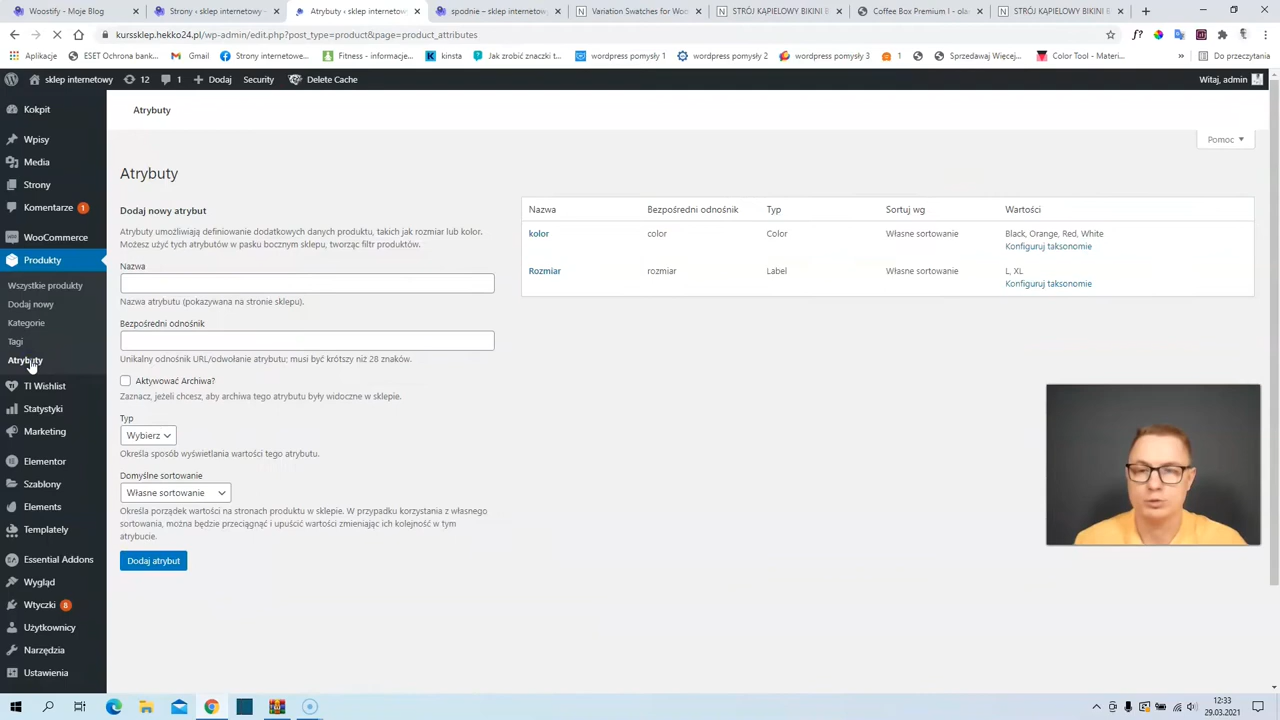 Woostify - Moje Blog
Strony ‹ sklep internetowy
Atrybuty ‹ sklep internetowy
spodnie – sklep internetowy
Variation Swatches for Woo
STRÓJ KĄPIELOWY BIKINI
Coffee Box Premium I - ola
STRÓJ KĄPIELOWY BIKINI B
kurssklep.hekko24.pl/wp-admin/edit.php?post_type=product&page=product_attributes
Aplikacje
ESET Ochrona bank...
Strony internetowe...
Fitness - informacje...
kinsta
Jak zrobić znaczki t...
wordpress pomysły 1
wordpress pomysły 2
wordpress pomysły 3
1
Sprzedawaj Więcej,...
Color Tool - Materi...
Do przeczytania
sklep internetowy
12
1
Dodaj
Security
Delete Cache
Witaj, admin
Kokpit
Wpisy
Media
Strony
Komentarze 1
WooCommerce
Produkty
Wszystkie produkty
Dodaj nowy
Kategorie
Tagi
Atrybuty
TI Wishlist
Statystyki
Marketing
Elementor
Szablony
Elements
Templately
Essential Addons
Wygląd
Wtyczki 8
Użytkownicy
Narzędzia
Ustawienia
Atrybuty
Pomoc
Atrybuty
Dodaj nowy atrybut
Atrybuty umożliwiają definiowanie dodatkowych danych produktu, takich jak rozmiar lub kolor.
Możesz użyć tych atrybutów w pasku bocznym sklepu, tworząc filtr produktów.
Nazwa
Nazwa atrybutu (pokazywana na stronie sklepu).
Bezpośredni odnośnik
Unikalny odnośnik URL/odwołanie atrybutu; musi być krótszy niż 28 znaków.
Aktywować Archiwa?
Zaznacz, jeżeli chcesz, aby archiwa tego atrybutu były widoczne w sklepie.
Typ
Wybierz
Określa sposób wyświetlania wartości tego atrybutu.
Domyślne sortowanie
Własne sortowanie
Określa porządek wartości na stronach produktu w sklepie. W przypadku korzystania z własnego
sortowania, można będzie przeciągnąć i upuścić wartości zmieniając ich kolejność w tym
atrybucie.
Dodaj atrybut
Nazwa Bezpośredni odnośnik Typ Sortuj wg Wartości
kolor color Color Własne sortowanie Black, Orange, Red, White
Konfiguruj taksonomie
Rozmiar rozmiar Label Własne sortowanie L, XL
Konfiguruj taksonomie
12:33
29.03.2021